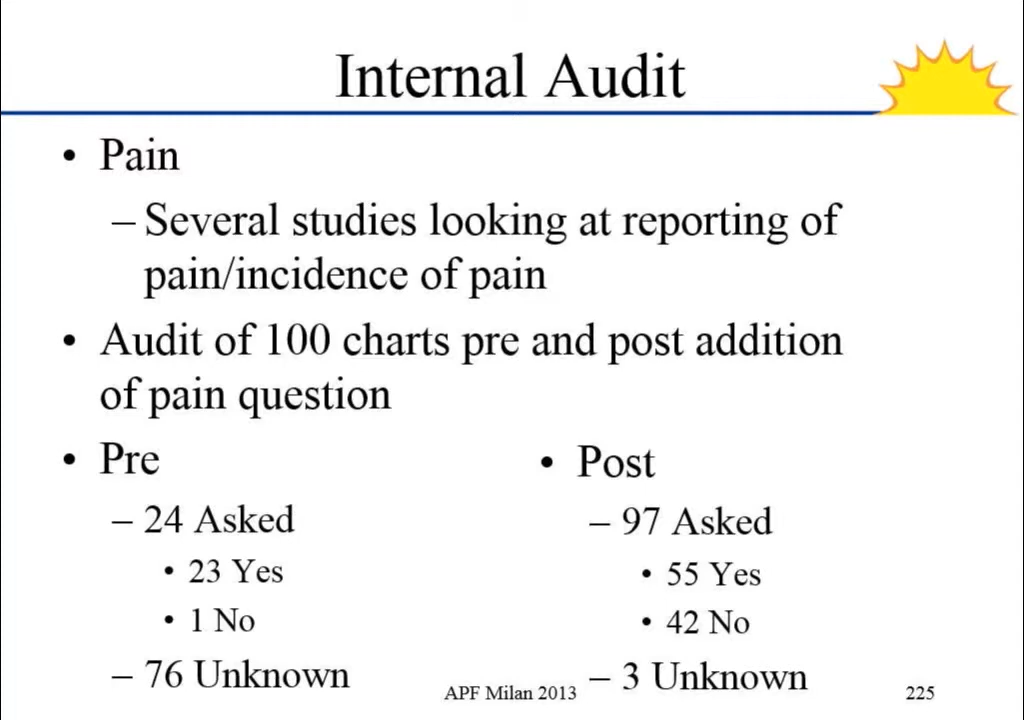 Internal Audit
• Pain
– Several studies looking at reporting of
pain/incidence of pain
• Audit of 100 charts pre and post addition
of pain question
• Pre
– 24 Asked
• 23 Yes
• 1 No
– 76 Unknown
• Post
– 97 Asked
• 55 Yes
• 42 No
– 3 Unknown
APF Milan 2013
225